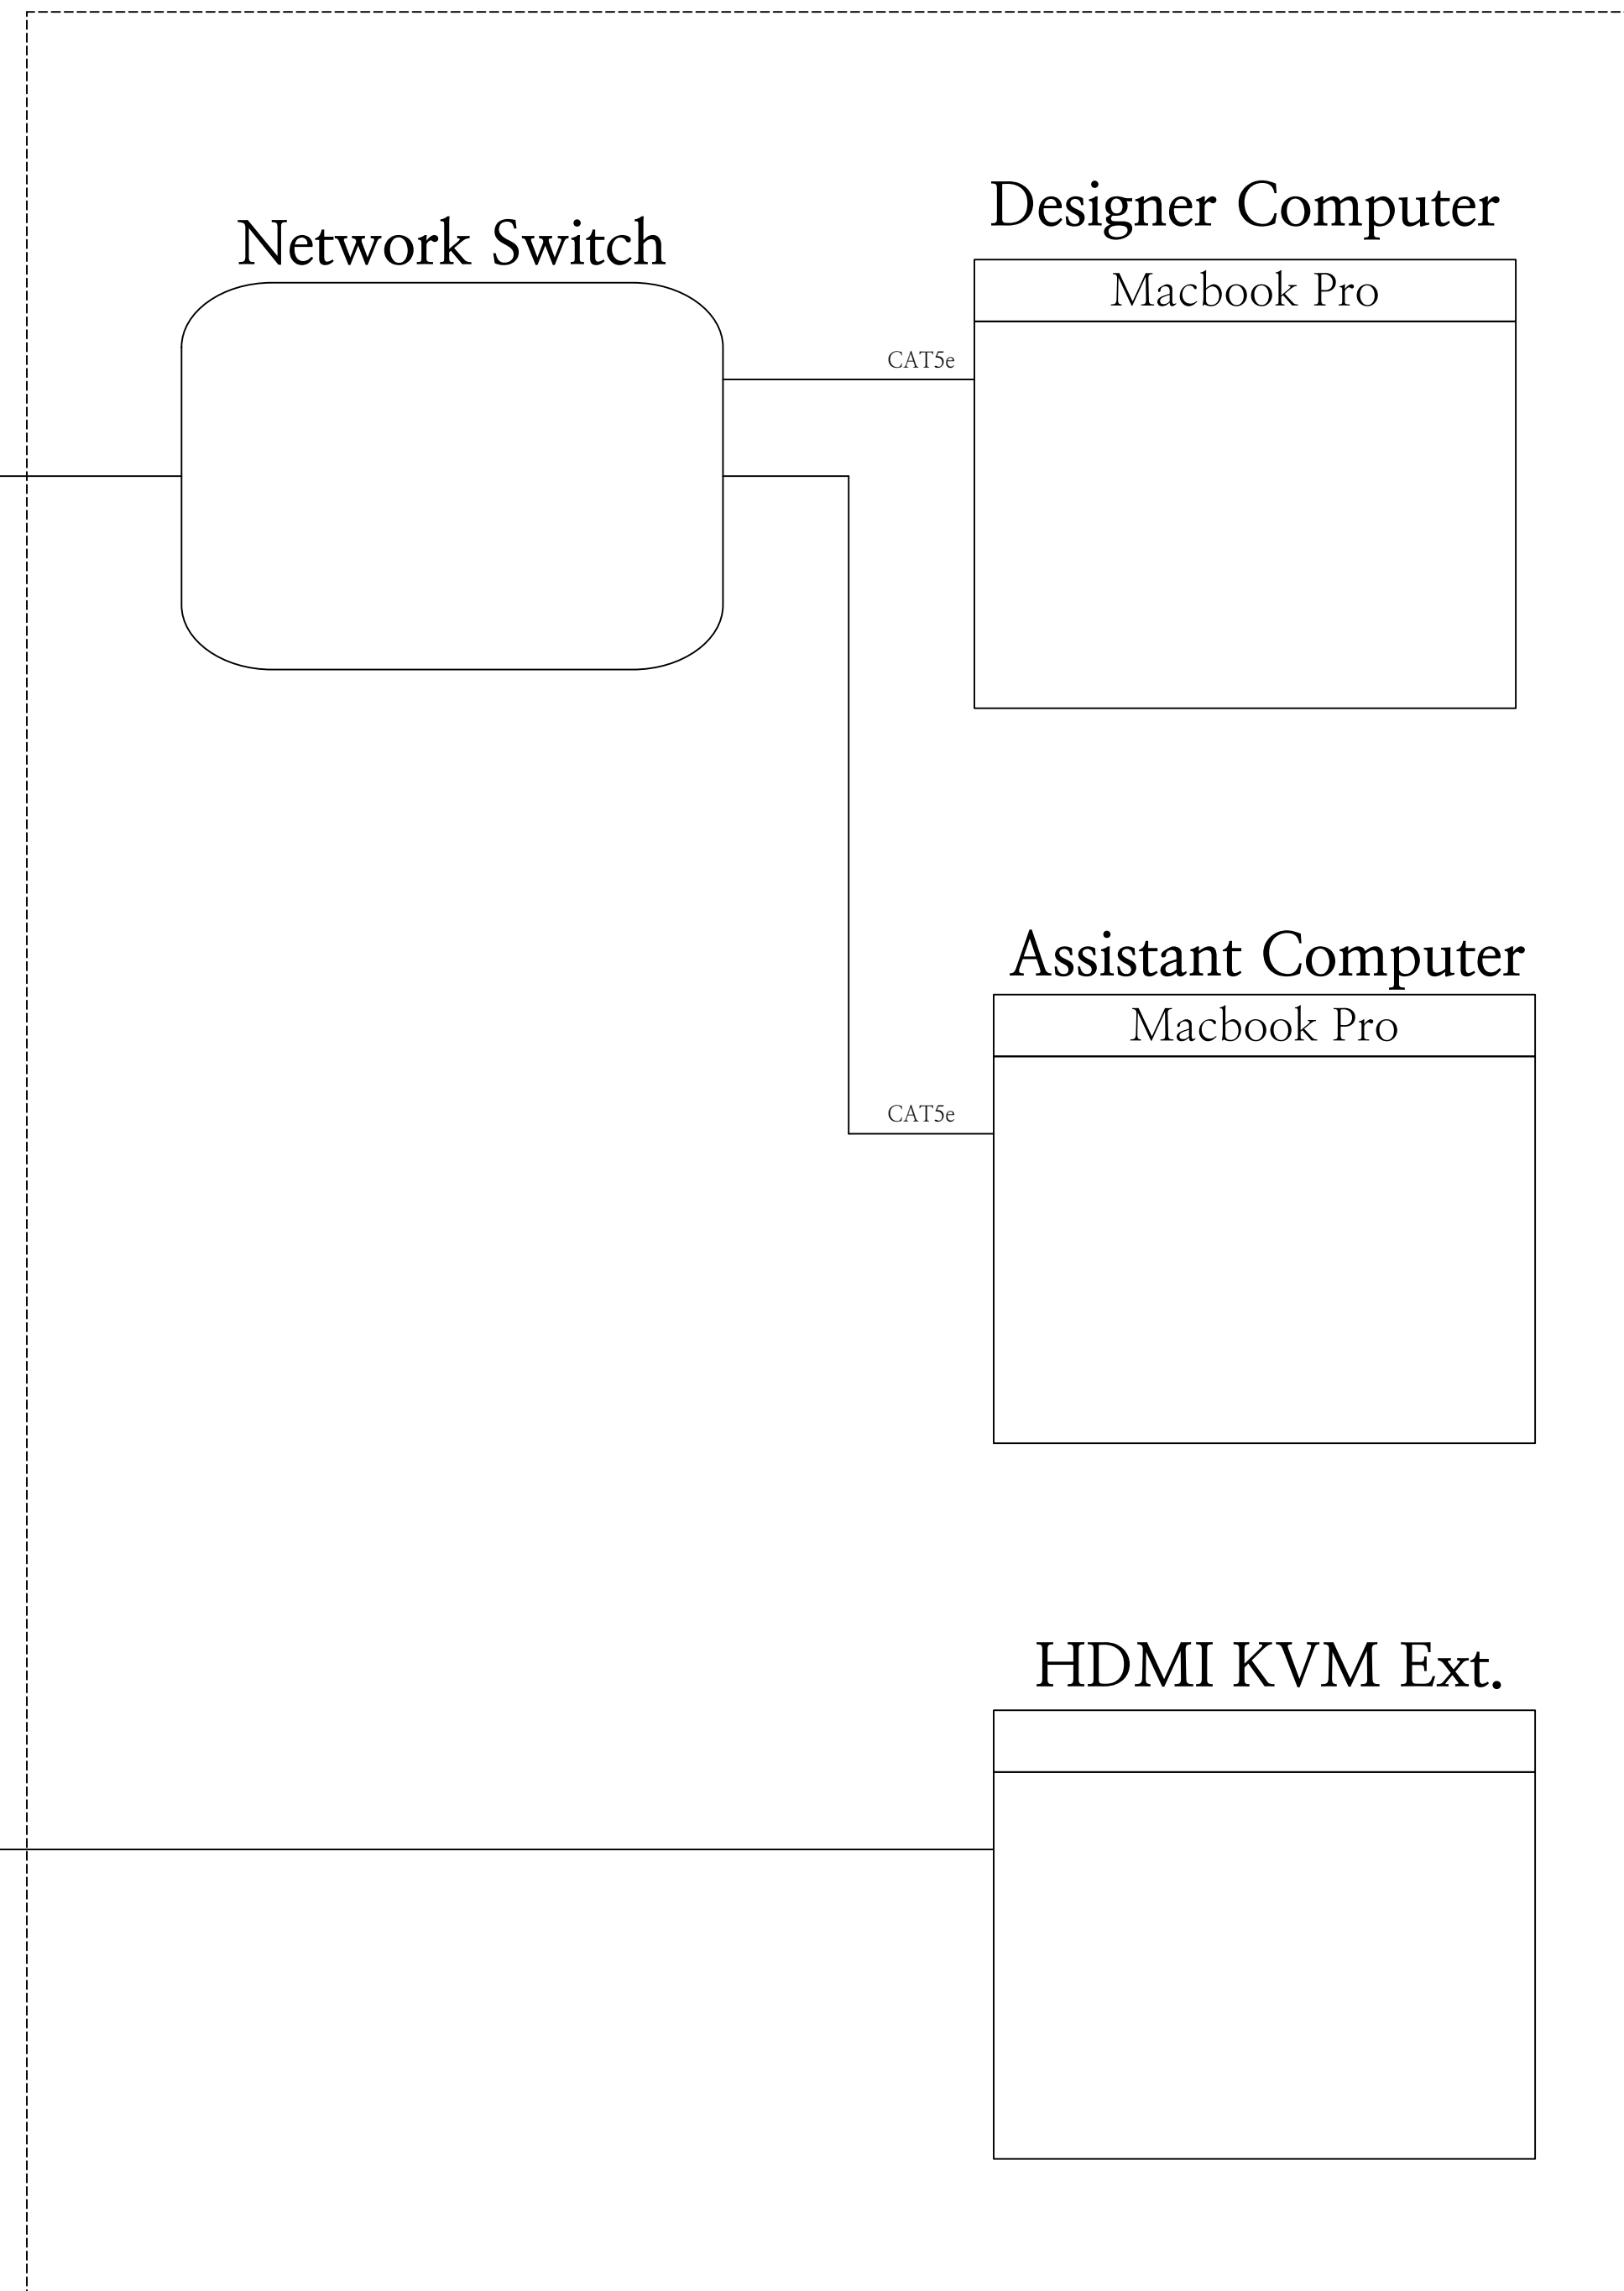 Network Switch
Designer Computer
Macbook Pro
CAT5e
Assistant Computer
Macbook Pro
CAT5e
HDMI KVM Ext.